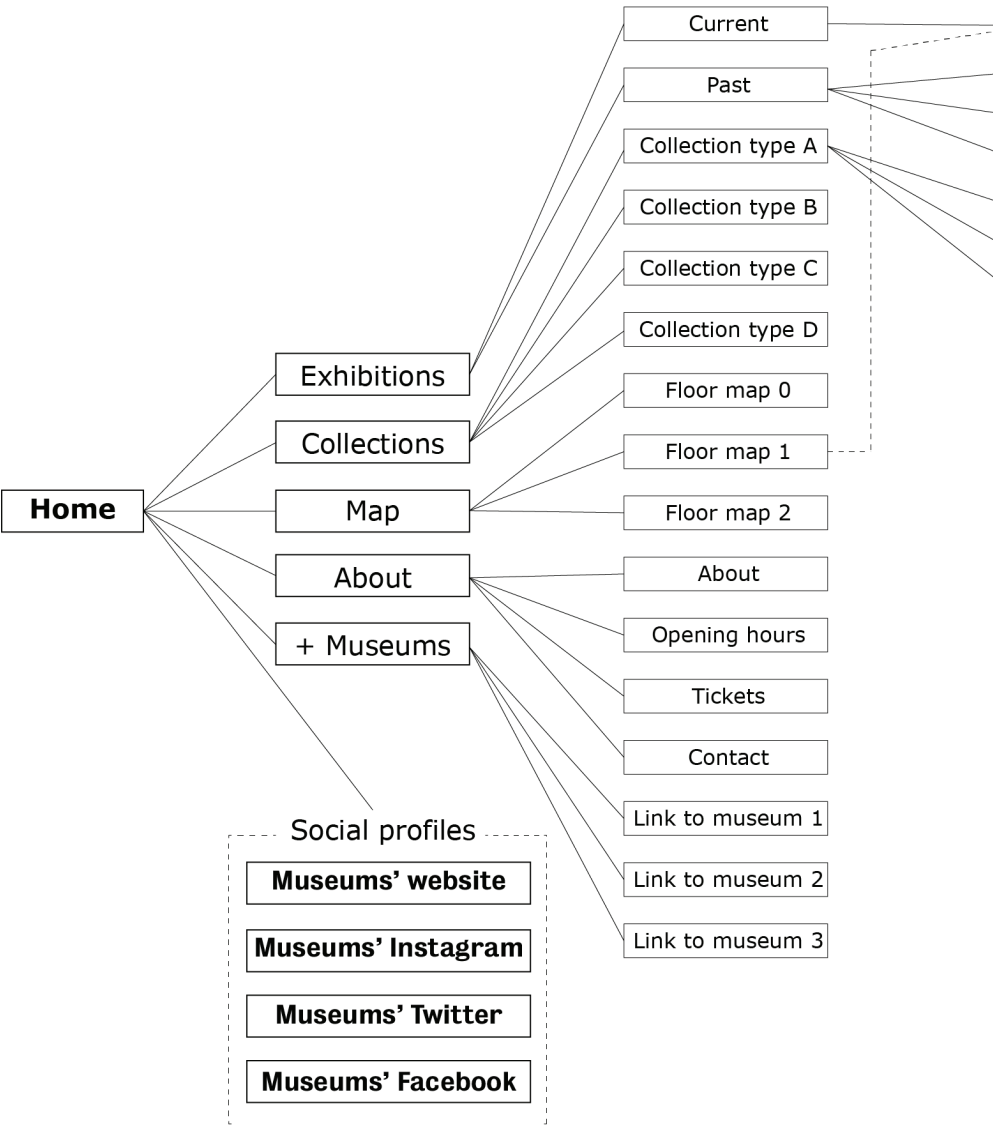 Home
Exhibitions
Collections
Map
About
+ Museums
Social profiles
Museums’ website
Museums’ Instagram
Museums’ Twitter
Museums’ Facebook
Current
Past
Collection type A
Collection type B
Collection type C
Collection type D
Floor map 0
Floor map 1
Floor map 2
About
Opening hours
Tickets
Contact
Link to museum 1
Link to museum 2
Link to museum 3